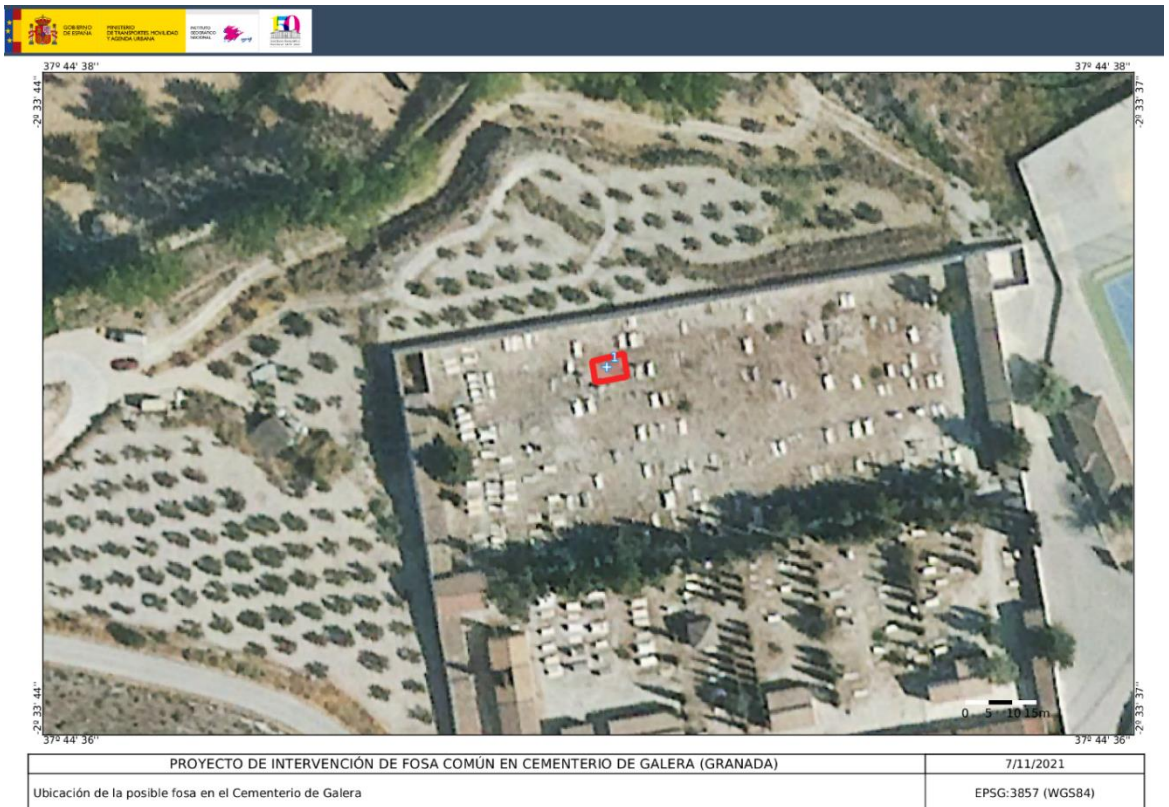 GOBIERNO
DE ESPAÑA
MINISTERIO
DE TRANSPORTES, MOVILIDAD
Y AGENDA URBANA
INSTITUTO
GEOGRÁFICO
NACIONAL
37º 44' 38''
37º 44' 38''
-2º 33' 44''
-2º 33' 37''
1
-2º 33' 44''
-2º 33' 37''
0 5 10 15m
37º 44' 36''
37º 44' 36''
PROYECTO DE INTERVENCIÓN DE FOSA COMÚN EN CEMENTERIO DE GALERA (GRANADA)
7/11/2021
Ubicación de la posible fosa en el Cementerio de Galera
EPSG:3857 (WGS84)